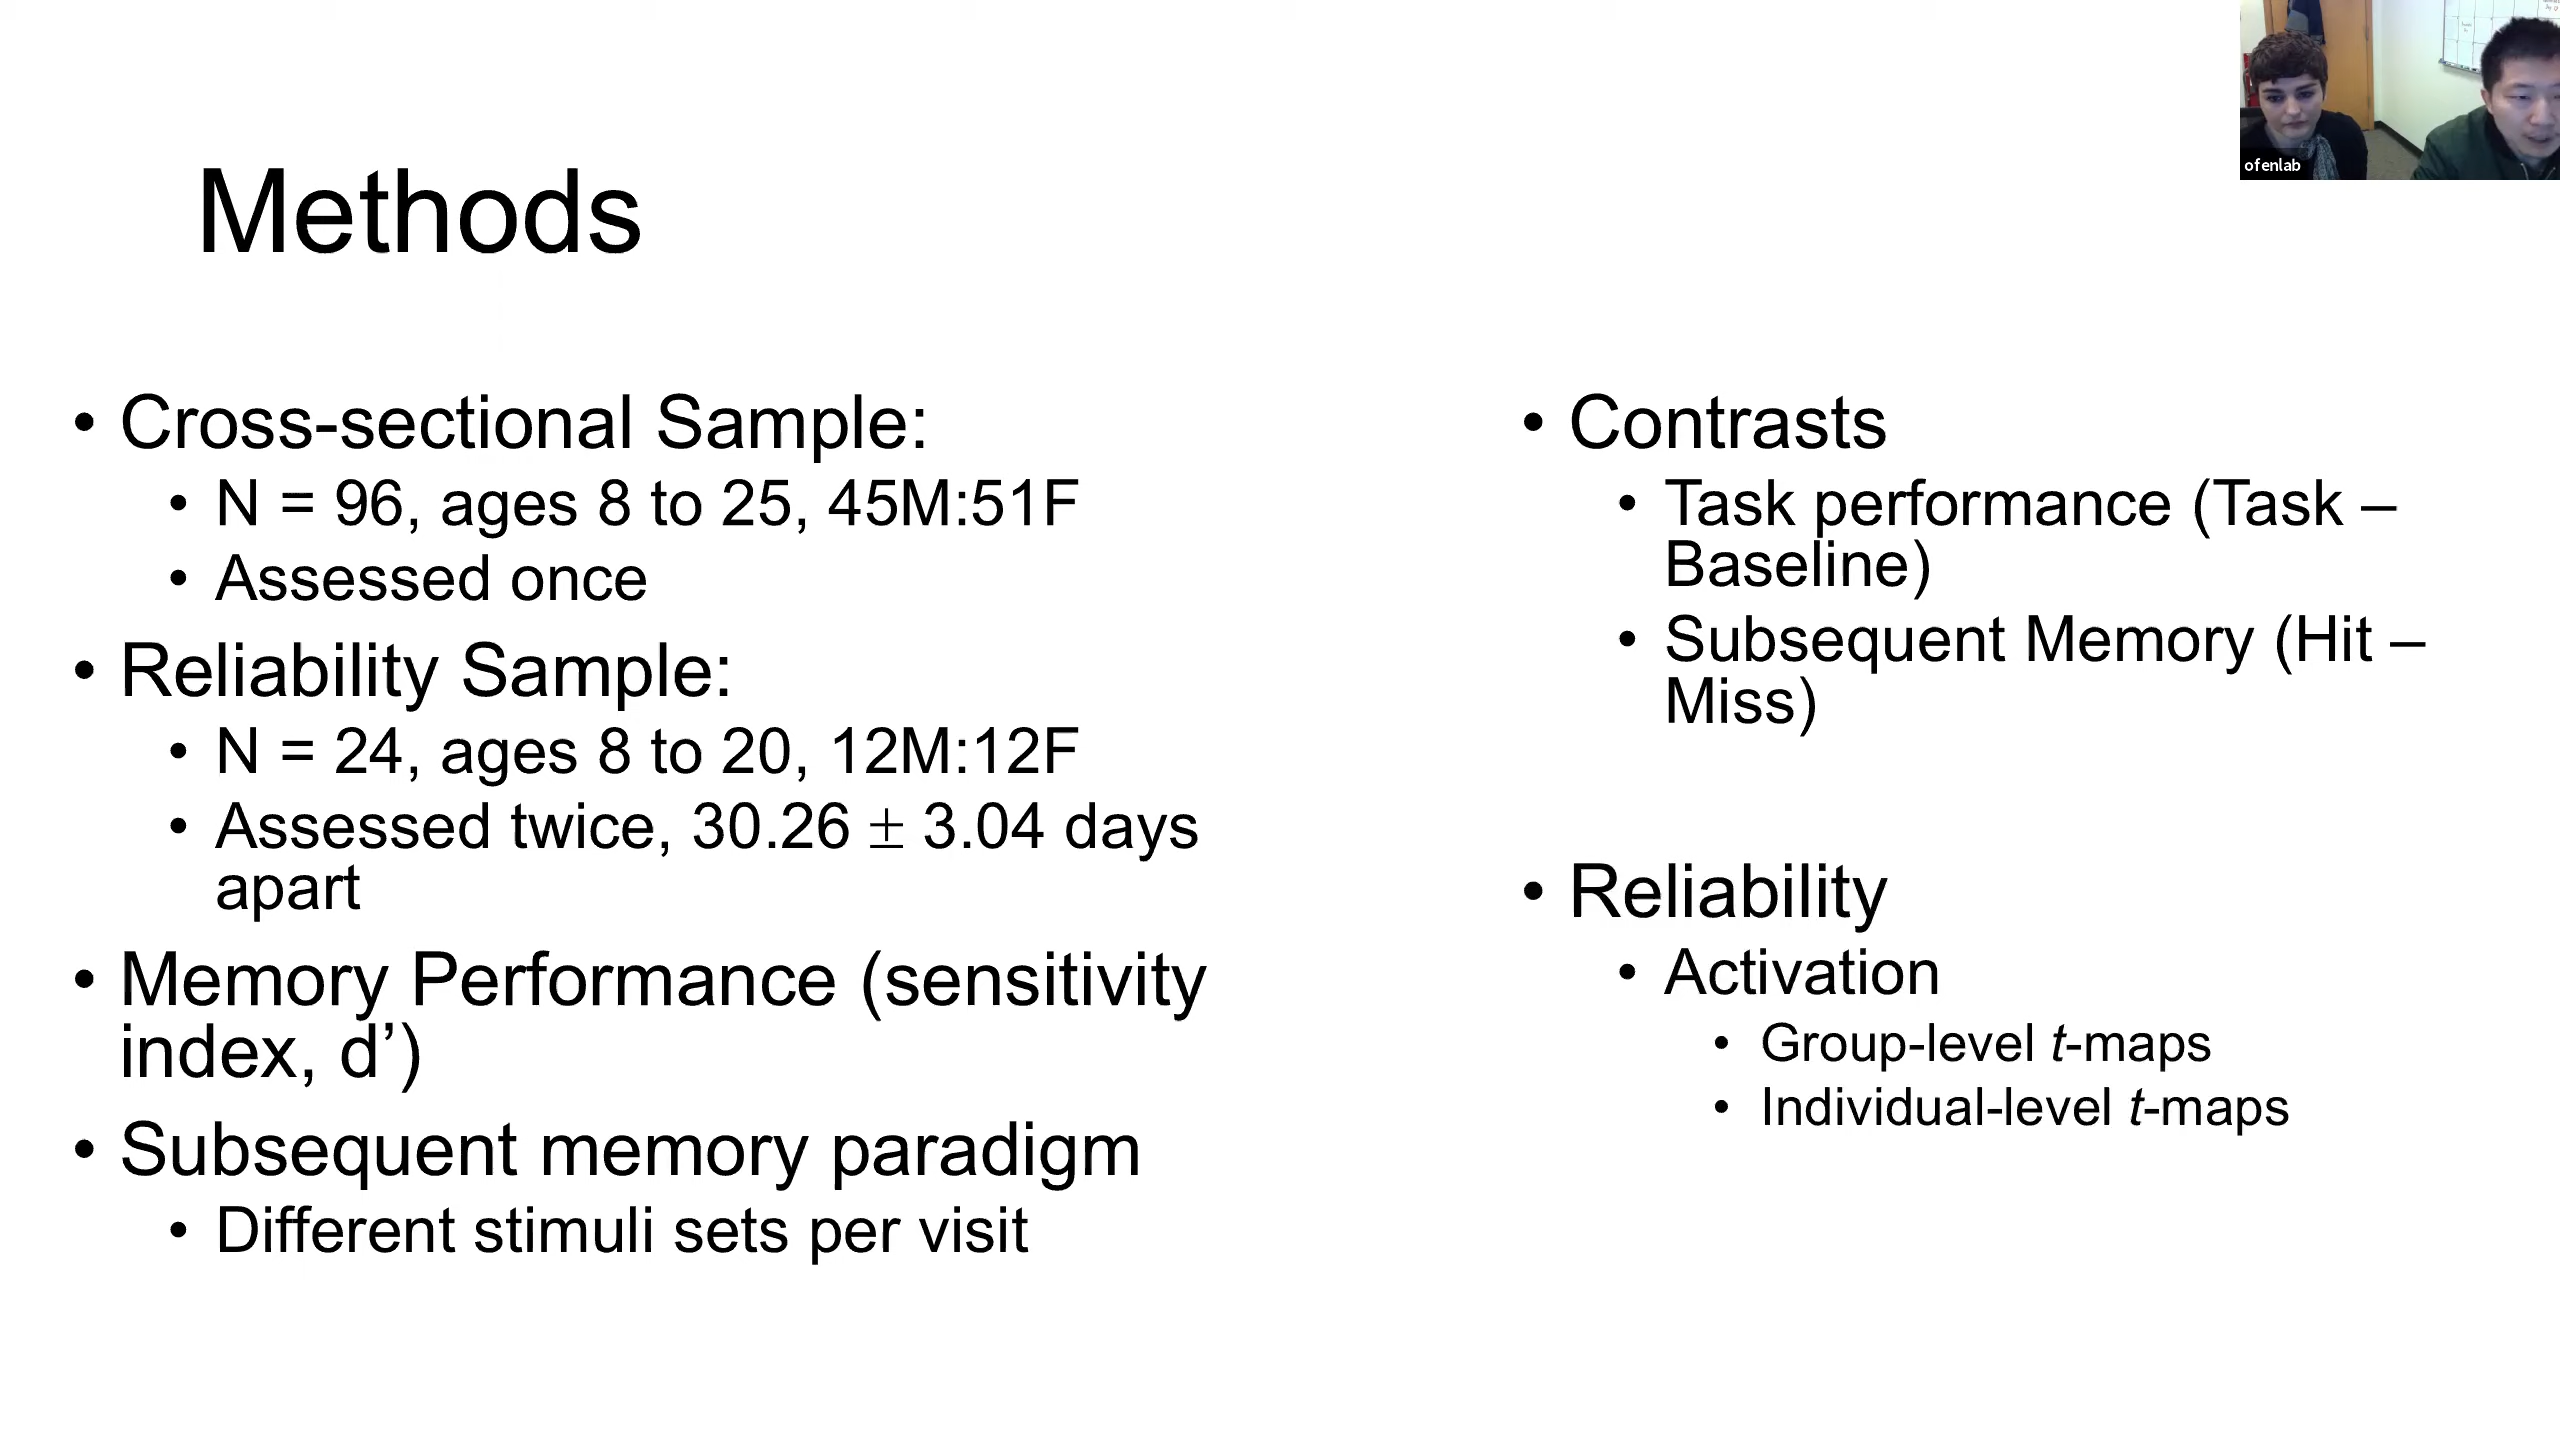 Methods
• Cross-sectional Sample:
• N = 96, ages 8 to 25, 45M:51F
• Assessed once
• Reliability Sample:
• N = 24, ages 8 to 20, 12M:12F
• Assessed twice, 30.26 ± 3.04 days
apart
• Memory Performance (sensitivity
index, d’)
• Subsequent memory paradigm
• Different stimuli sets per visit
• Contrasts
• Task performance (Task –
Baseline)
• Subsequent Memory (Hit –
Miss)
• Reliability
• Activation
• Group-level t-maps
• Individual-level t-maps
ofenlab